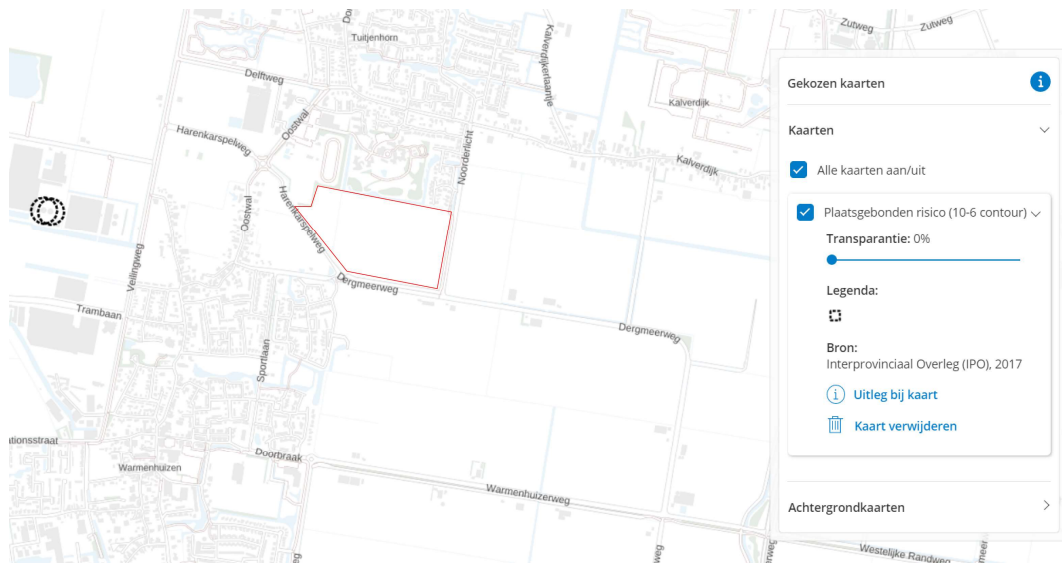 Zutweg
Zutweg
Tuitjenhorn
Kalverdijkerlaantje
Delftweg
Oostwal
Kalverdijk
Harenkarspelweg
Noorderlicht
Kalverdijk
Oostwal
Harenkarspelweg
Veilingweg
Dergmeerweg
Trambaan
Dergmeerweg
Sportlaan
ationsstraat
Doorbraak
Warmenhuizen
Warmenhuizerweg
Westelijke Randweg
Gekozen kaarten
Kaarten
Alle kaarten aan/uit
Plaatsgebonden risico (10-6 contour)
Transparantie: 0%
Legenda:
Bron:
Interprovinciaal Overleg (IPO), 2017
Uitleg bij kaart
Kaart verwijderen
Achtergrondkaarten